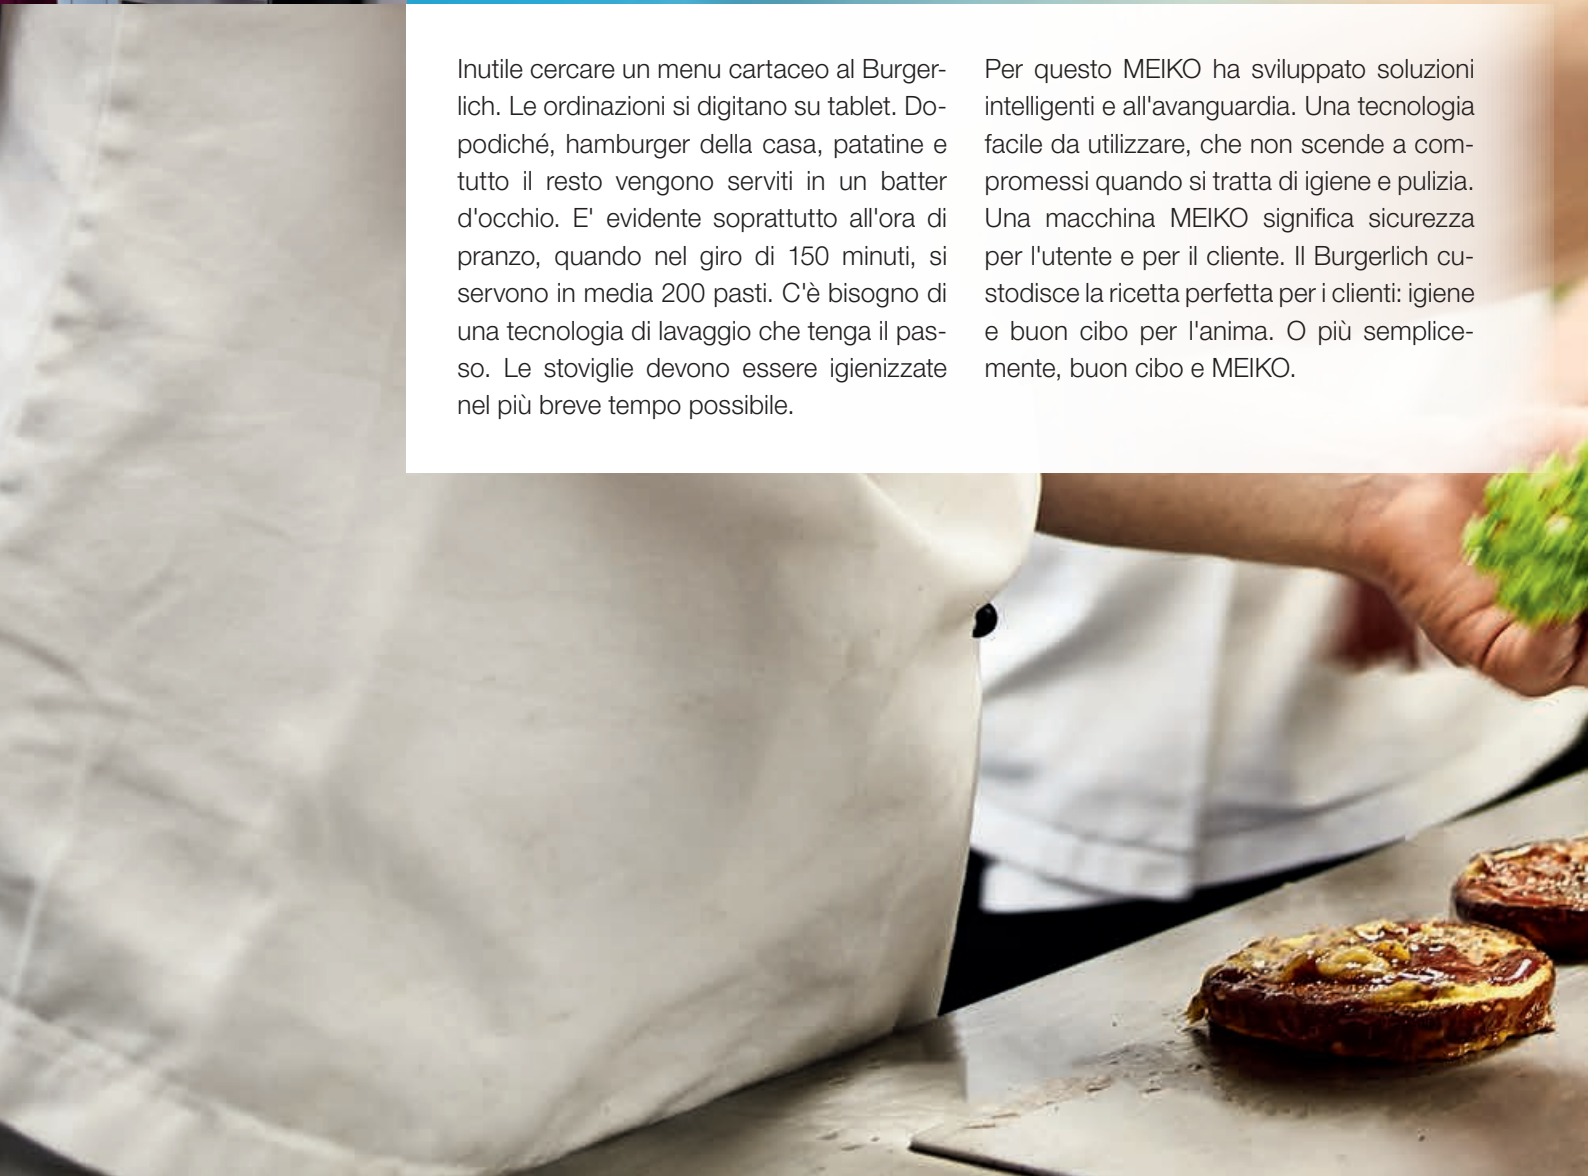 Inutile cercare un menu cartaceo al Burger-
lich. Le ordinazioni si digitano su tablet. Do-
podiché, hamburger della casa, patatine e
tutto il resto vengono serviti in un batter
d'occhio. E' evidente soprattutto all'ora di
pranzo, quando nel giro di 150 minuti, si
servono in media 200 pasti. C'è bisogno di
una tecnologia di lavaggio che tenga il pas-
so. Le stoviglie devono essere igienizzate
nel più breve tempo possibile.
Per questo MEIKO ha sviluppato soluzioni
intelligenti e all'avanguardia. Una tecnologia
facile da utilizzare, che non scende a com-
promessi quando si tratta di igiene e pulizia.
Una macchina MEIKO significa sicurezza
per l'utente e per il cliente. Il Burgerlich cu-
stodisce la ricetta perfetta per i clienti: igiene
e buon cibo per l'anima. O più semplice-
mente, buon cibo e MEIKO.